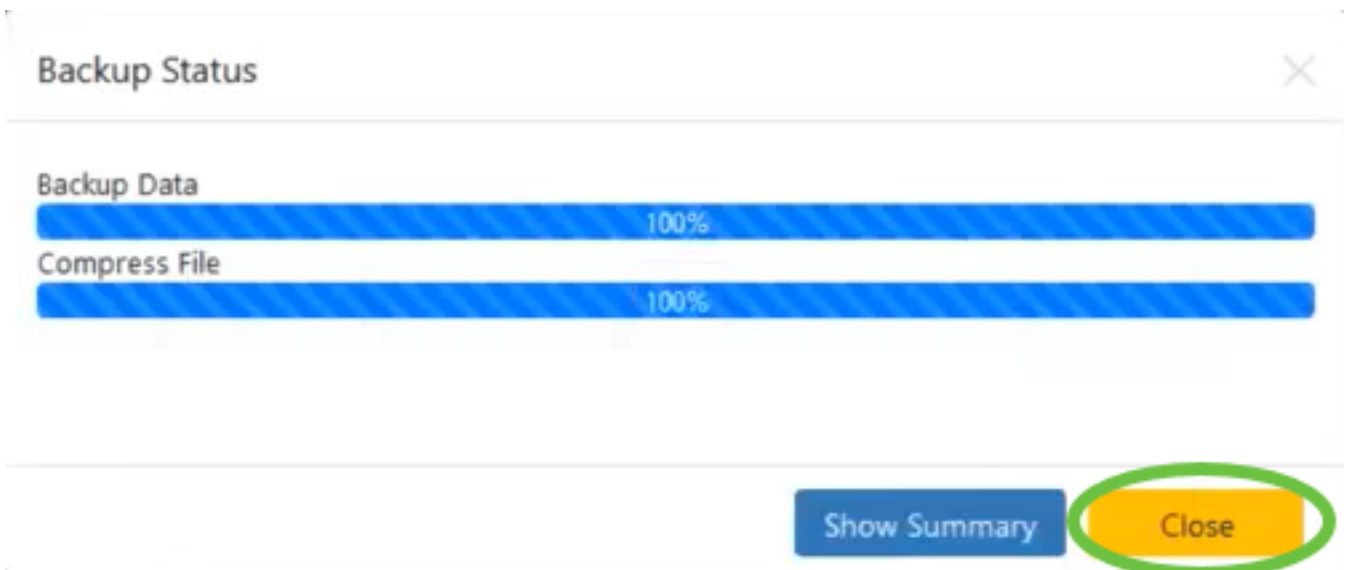 Backup Status
Backup Data
100%
Compress File
100%
Show Summary
Close